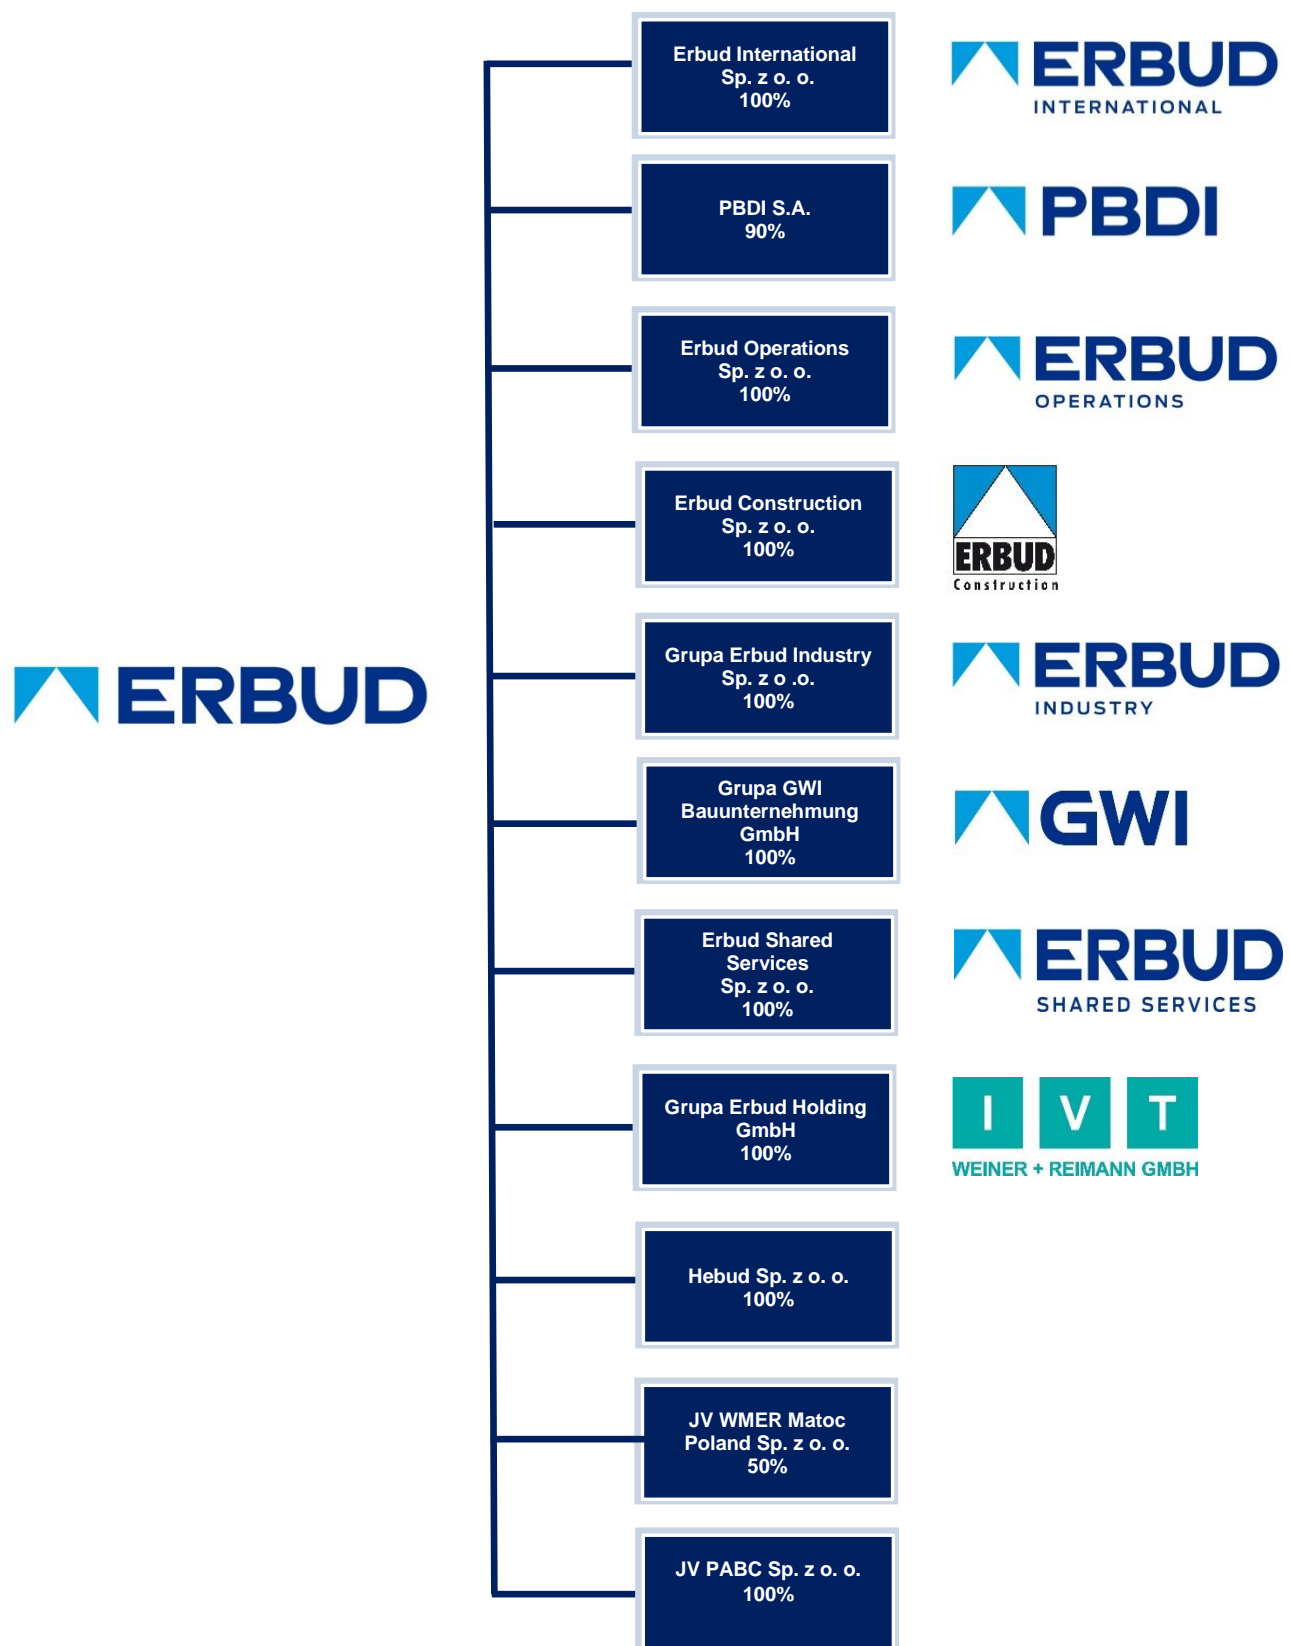 Erbud International
Sp. z o. o.
100%
ERBUD
INTERNATIONAL
PBDI S.A.
90%
PBDI
Erbud Operations
Sp. z o. o.
100%
ERBUD
OPERATIONS
Erbud Construction
Sp. z o. o.
100%
ERBUD
Construction
Grupa Erbud Industry
Sp. z o .o.
100%
ERBUD
INDUSTRY
ERBUD
Grupa GWI
Bauunternehmung
GmbH
100%
GWI
Erbud Shared
Services
Sp. z o. o.
100%
ERBUD
SHARED SERVICES
Grupa Erbud Holding
GmbH
100%
I V T
WEINER + REIMANN GMBH
Hebud Sp. z o. o.
100%
JV WMER Matoc
Poland Sp. z o. o.
50%
JV PABC Sp. z o. o.
100%